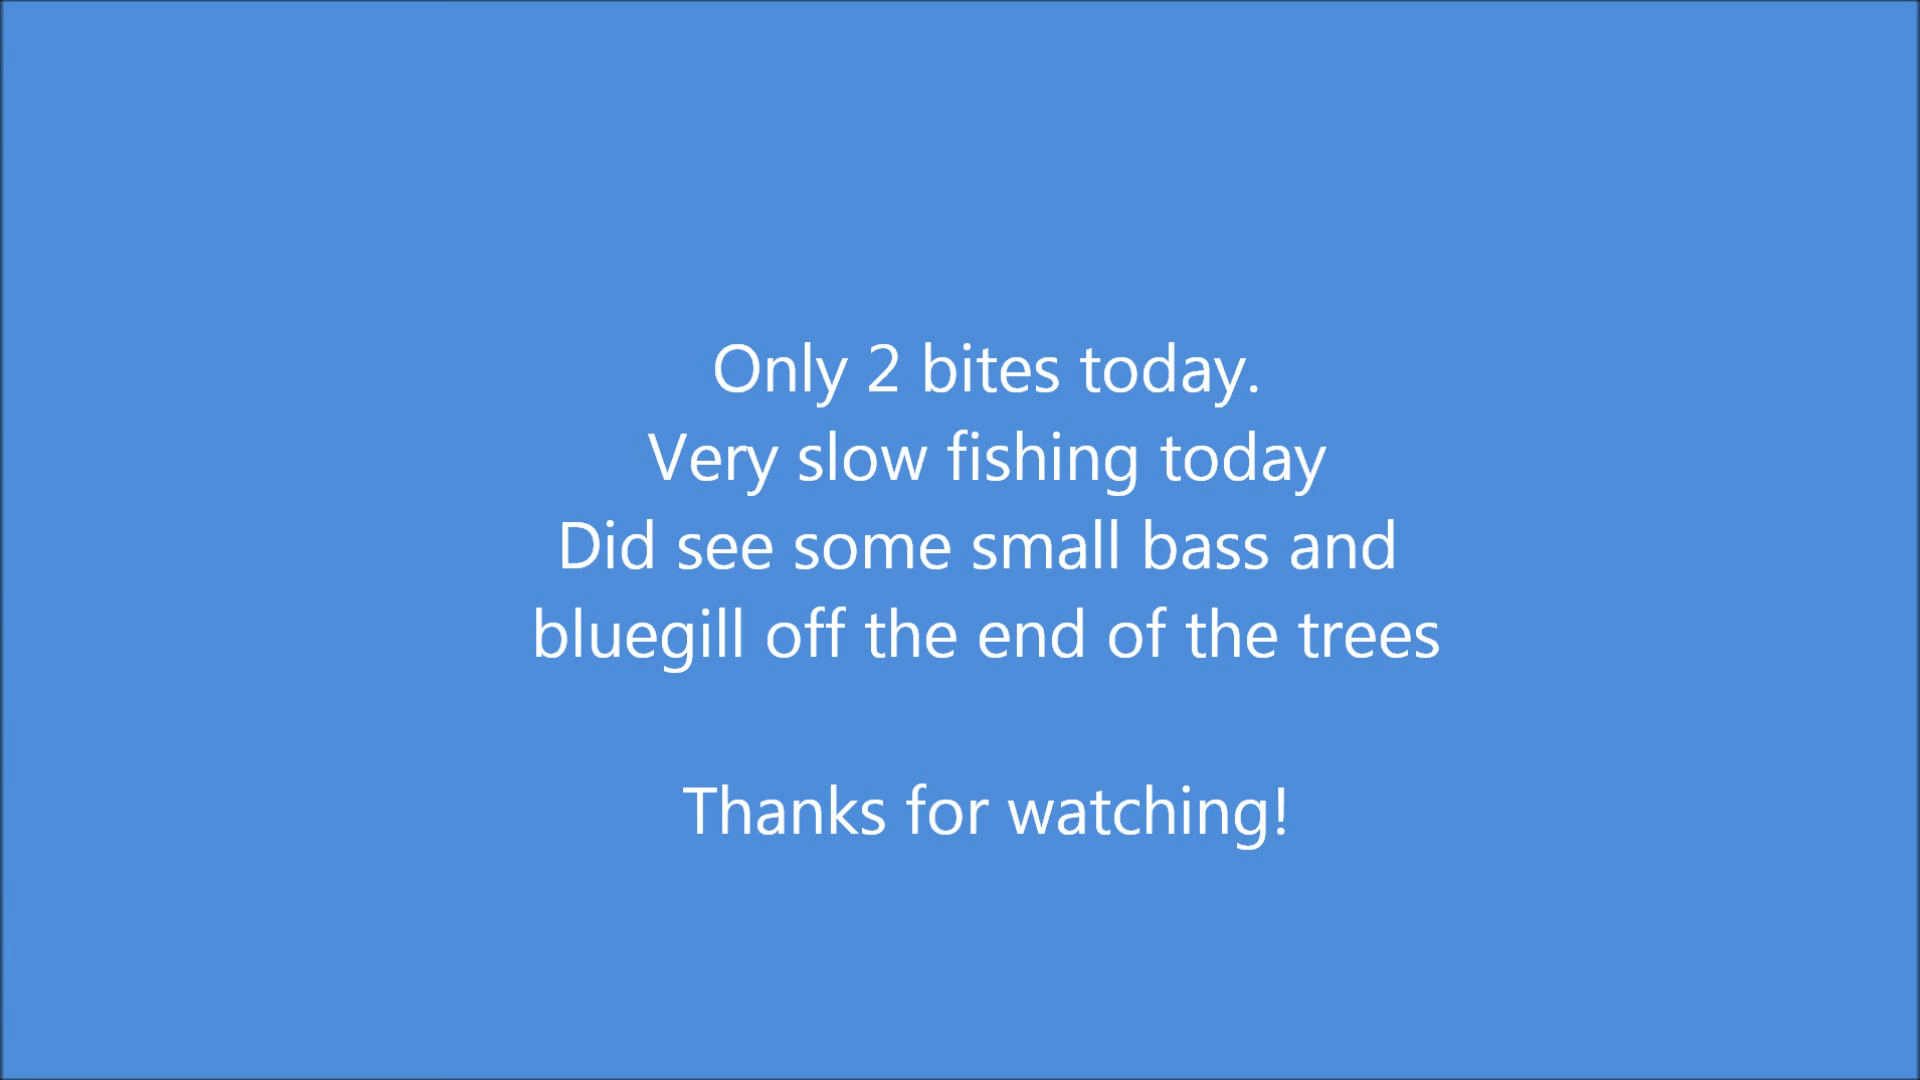 Only 2 bites today.
Very slow fishing today
Did see some small bass and
bluegill off the end of the trees
Thanks for watching!